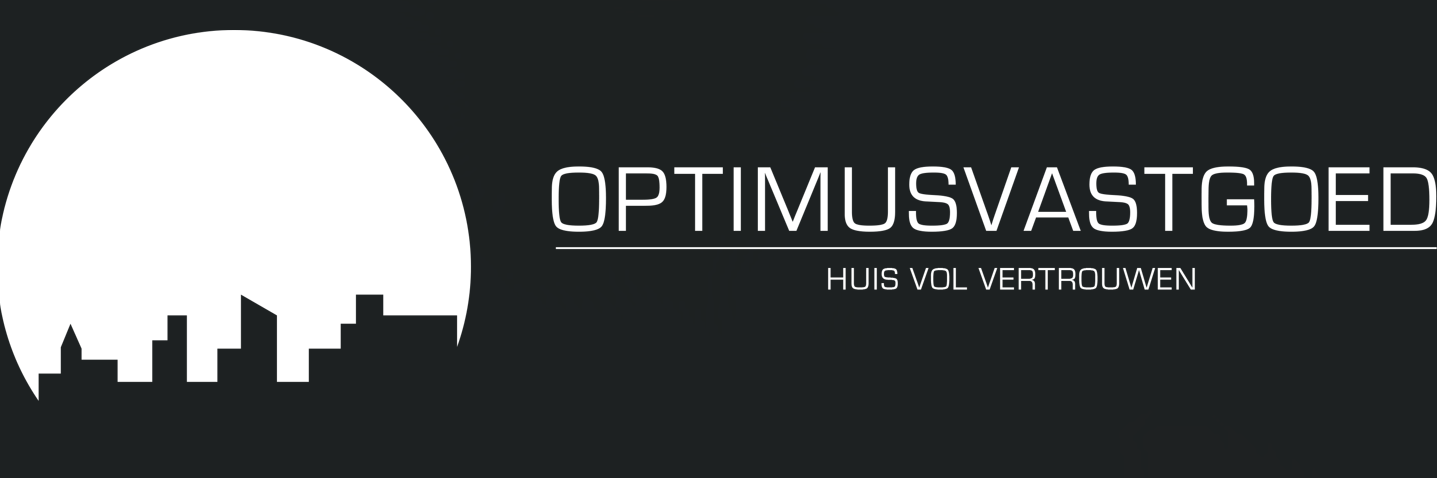 OPTIMUSVASTGOED
HUIS VOL VERTROUWEN